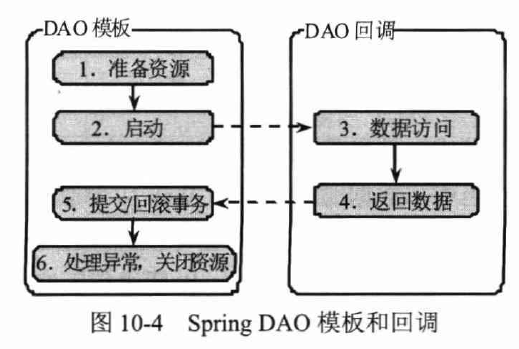 DAO 模板
1. 准备资源
2. 启动
5. 提交/回滚事务
6. 处理异常,关闭资源
DAO 回调
3. 数据访问
4. 返回数据
图 10-4 Spring DAO 模板和回调